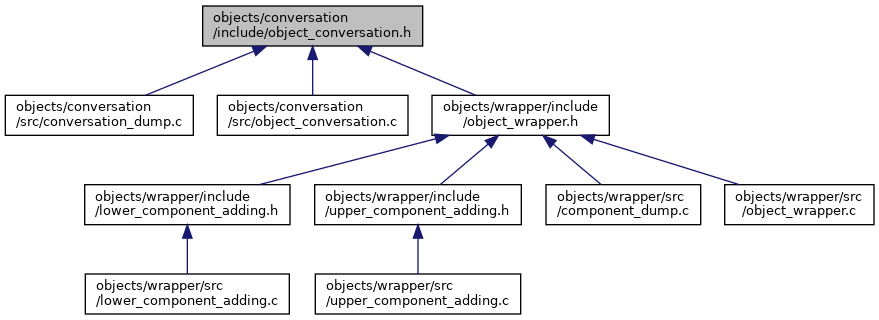 objects/conversation
/include/object_conversation.h
objects/conversation
/src/conversation_dump.c
objects/conversation
/src/object_conversation.c
objects/wrapper/include
/object_wrapper.h
objects/wrapper/include
/lower_component_adding.h
objects/wrapper/include
/upper_component_adding.h
objects/wrapper/src
/component_dump.c
objects/wrapper/src
/object_wrapper.c
objects/wrapper/src
/lower_component_adding.c
objects/wrapper/src
/upper_component_adding.c